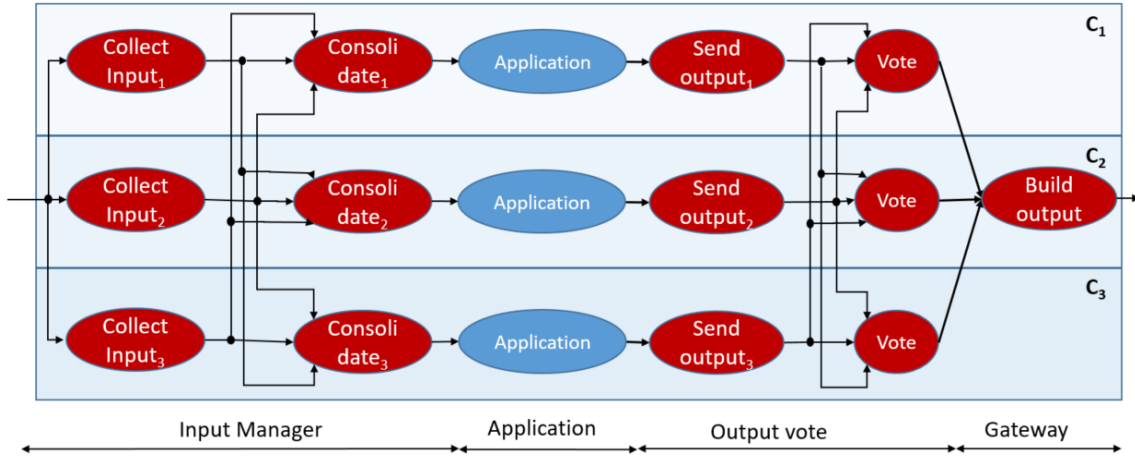 C₁
Collect
Input₁
Consoli
date₁
Application
Send
output₁
Vote
C₂
Collect
Input₂
Consoli
date₂
Application
Send
output₂
Vote
Build
output
C₃
Collect
Input₃
Consoli
date₃
Application
Send
output₃
Vote
Input Manager
Application
Output vote
Gateway